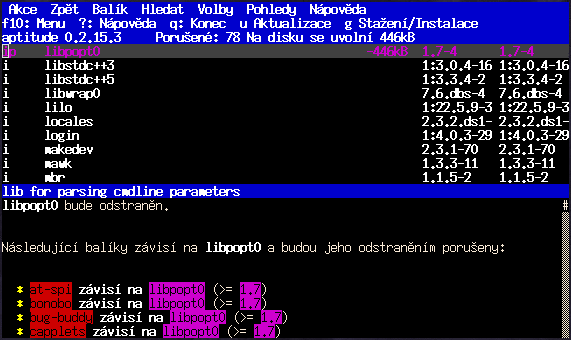 Akce Zpět Balík Hledat Volby Pohledy Nápověda
f10: Menu ?: Nápověda q: Konec u Aktualizace g Stažení/Instalace
aptitude 0.2.15.3 Porušené: 78 Na disku se uvolní 446kB
ip libpopt0 -446kB 1.7-4 1.7-4
i libstdc++3 1:3.0.4-16 1:3.0.4-16
i libstdc++5 1:3.3.4-2 1:3.3.4-2
i libwrap0 7.6.dbs-4 7.6.dbs-4
i lilo 1:22.5.9-3 1:22.5.9-3
i locales 2.3.2.ds1- 2.3.2.ds1-
i login 1:4.0.3-29 1:4.0.3-29
i makedev 2.3.1-70 2.3.1-70
i mawk 1.3.3-11 1.3.3-11
i mbr 1.1.5-2 1.1.5-2
lib for parsing cmdline parameters
libpopt0 bude odstraněn. #
Následující balíky závisí na libpopt0 a budou jeho odstraněním porušeny:
* at-spi závisí na libpopt0 (>= 1.7)
* bonobo závisí na libpopt0 (>= 1.7)
* bug-buddy závisí na libpopt0 (>= 1.7)
* capplets závisí na libpopt0 (>= 1.7)